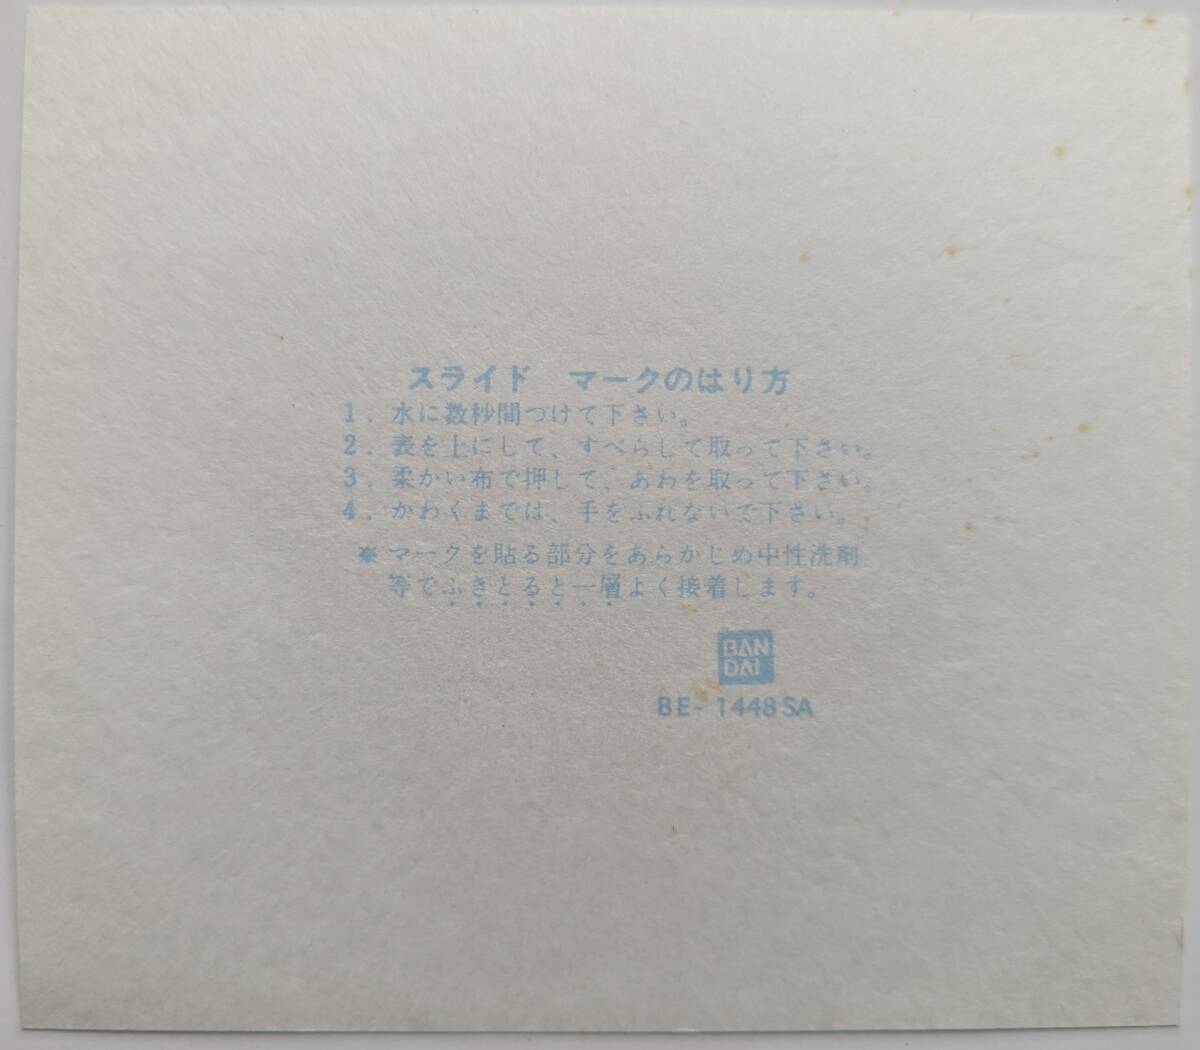 スライド マークのはり方
1. 水に数秒間つけて下さい。
2. 表を上にして、すべらして取って下さい。
3. 柔かい布で押して、あわを取って下さい。
4. かわくまでは、手をふれないで下さい。
※ マークを貼る部分をあらかじめ中性洗剤
等でふきとると一層よく接着します。
BAN
DAI
BE-1448SA